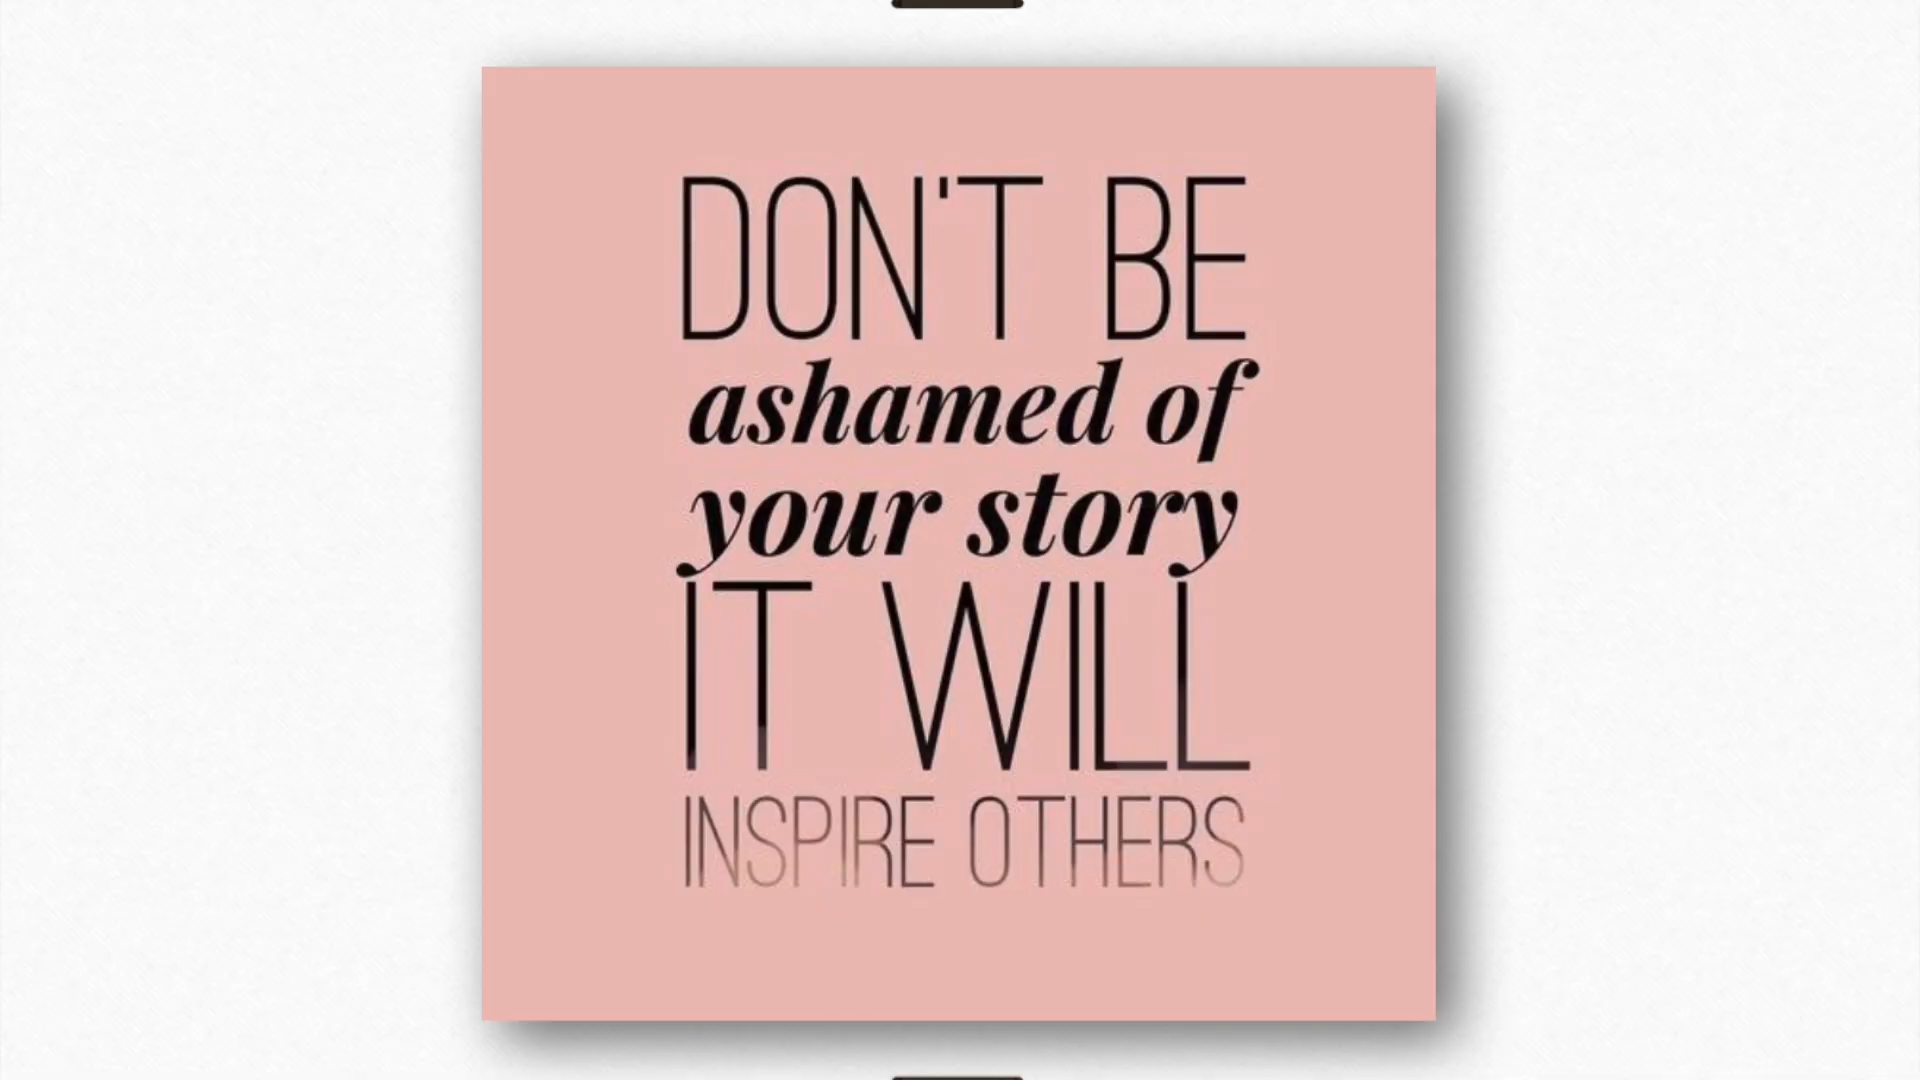 DON'T BE
ashamed of
your story
IT WILL
INSPIRE OTHERS